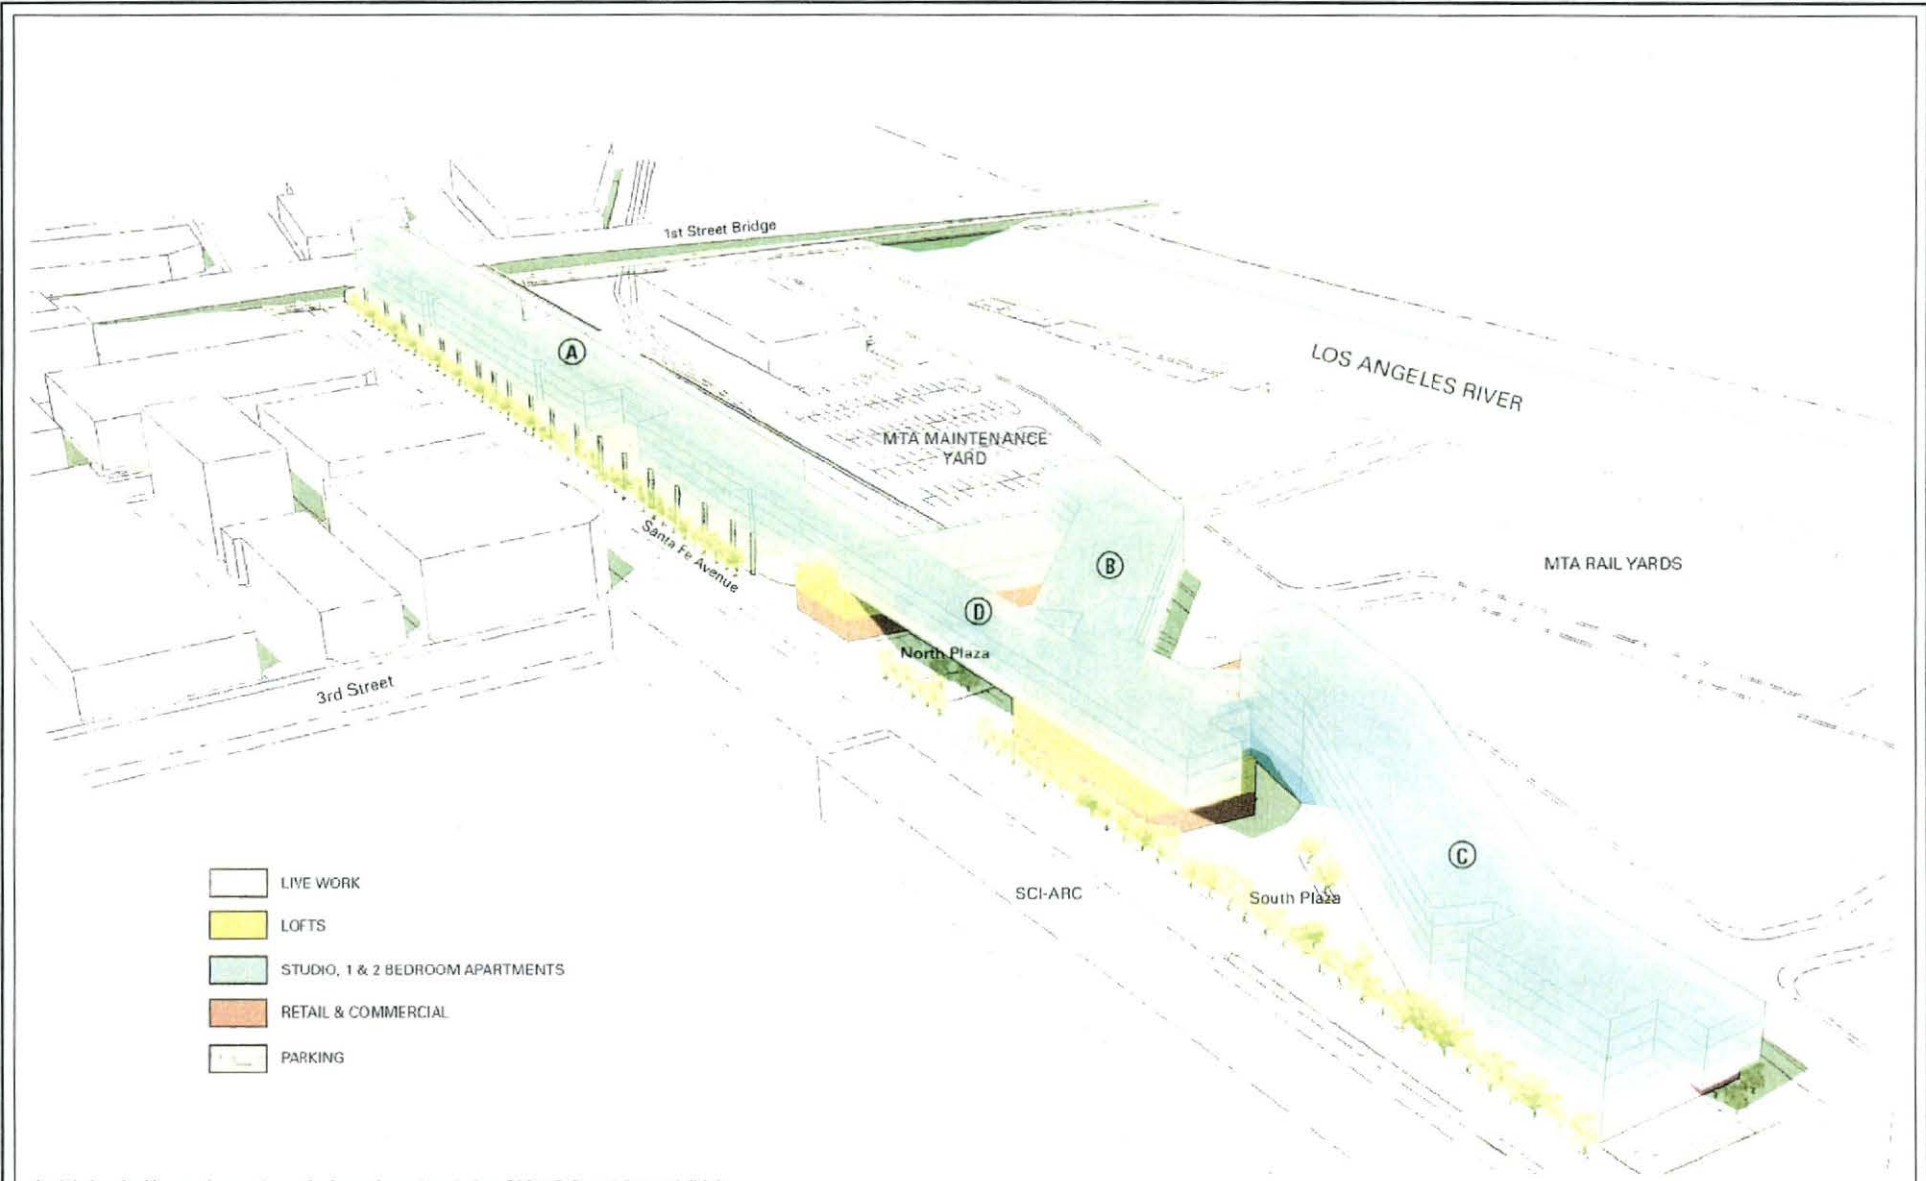 1st Street Bridge
LOS ANGELES RIVER
A
MTA MAINTENANCE
YARD
Santa Fe Avenue
B
MTA RAIL YARDS
D
North Plaza
3rd Street
C
SCI-ARC
South Plaza
LIVE WORK
LOFTS
STUDIO, 1 & 2 BEDROOM APARTMENTS
RETAIL & COMMERCIAL
PARKING